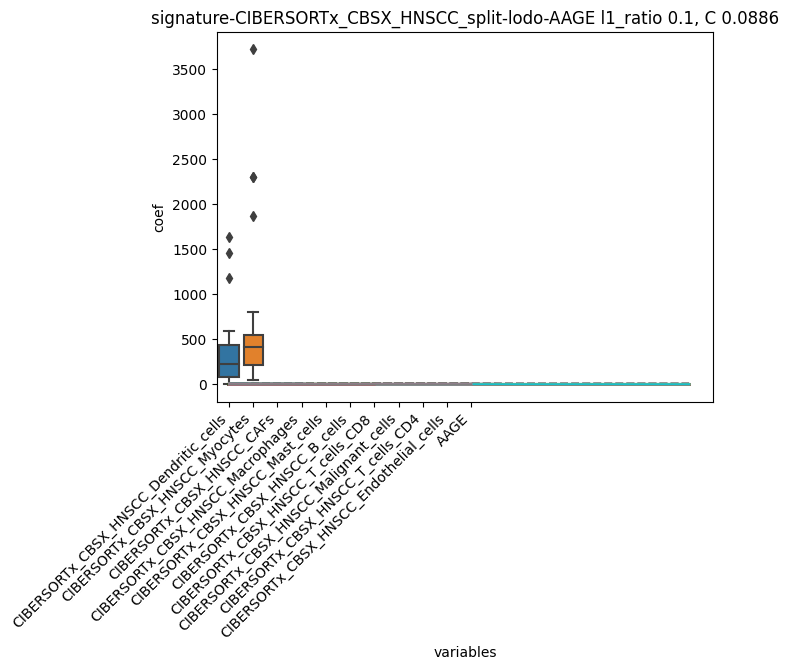 signature-CIBERSORTx_CBSX_HNSCC_split-lodo-AAGE l1_ratio 0.1, C 0.0886
3500
3000
2500
2000
1500
1000
500
0
coef
CIBERSORTx_CBSX_HNSCC_Dendritic_cells
CIBERSORTx_CBSX_HNSCC_Myocytes
CIBERSORTx_CBSX_HNSCC_CAFs
CIBERSORTx_CBSX_HNSCC_Macrophages
CIBERSORTx_CBSX_HNSCC_Mast_cells
CIBERSORTx_CBSX_HNSCC_B_cells
CIBERSORTx_CBSX_HNSCC_T_cells_CD8
CIBERSORTx_CBSX_HNSCC_Malignant_cells
CIBERSORTx_CBSX_HNSCC_T_cells_CD4
CIBERSORTx_CBSX_HNSCC_Endothelial_cells
AAGE
variables